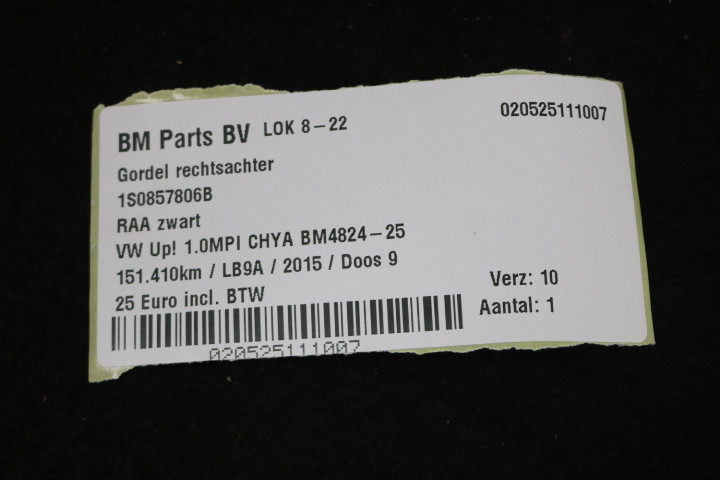 BM Parts BV LOK 8-22
020525111007
Gordel rechtsachter
1S0857806B
RAA zwart
VW Up! 1.0MPI CHYA BM4824-25
151.410km / LB9A / 2015 / Doos 9
25 Euro incl. BTW
Verz: 10
Aantal: 1
020525111007